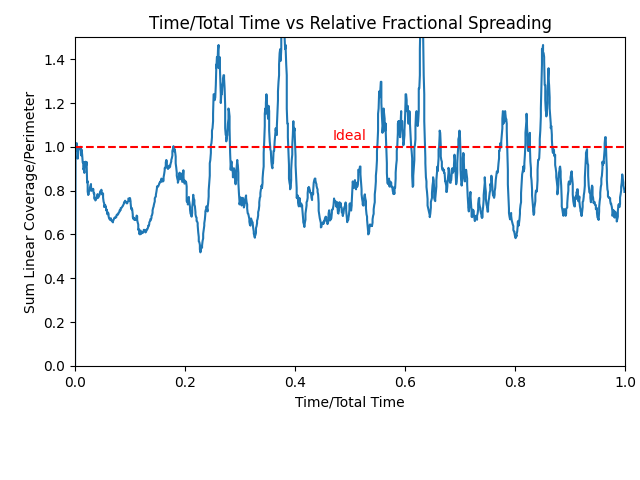 Time/Total Time vs Relative Fractional Spreading
Sum Linear Coverage/Perimeter
1.4
1.2
1.0
0.8
0.6
0.4
0.2
0.0
Ideal
0.0 0.2 0.4 0.6 0.8 1.0
Time/Total Time